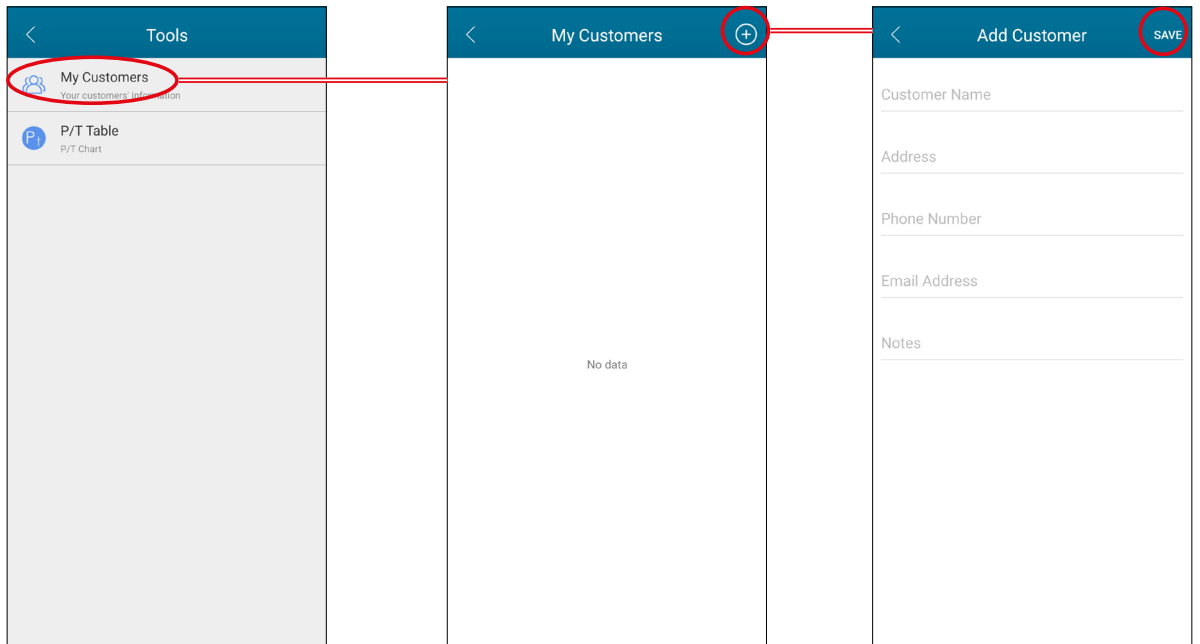 Tools
My Customers
Your customers' information
P/T Table
P/T Chart
My Customers
No data
Add Customer
SAVE
Customer Name
Address
Phone Number
Email Address
Notes